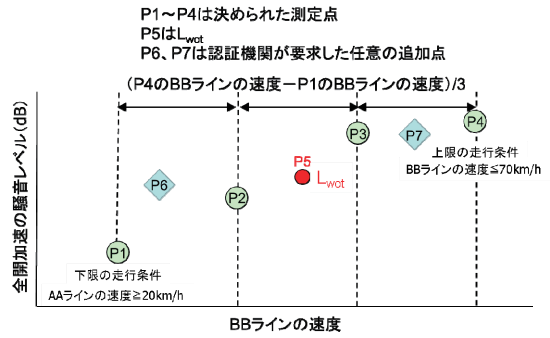 P1～P4は決められた測定点
P5はLwot
P6、P7は認証機関が要求した任意の追加点
(P4のBBラインの速度－P1のBBラインの速度)/3
P4
P3
P7
上限の走行条件
BBラインの速度≦70km/h
P5
Lwot
P6
P2
P1
下限の走行条件
AAラインの速度≧20km/h
全開加速の騒音レベル(dB)
BBラインの速度